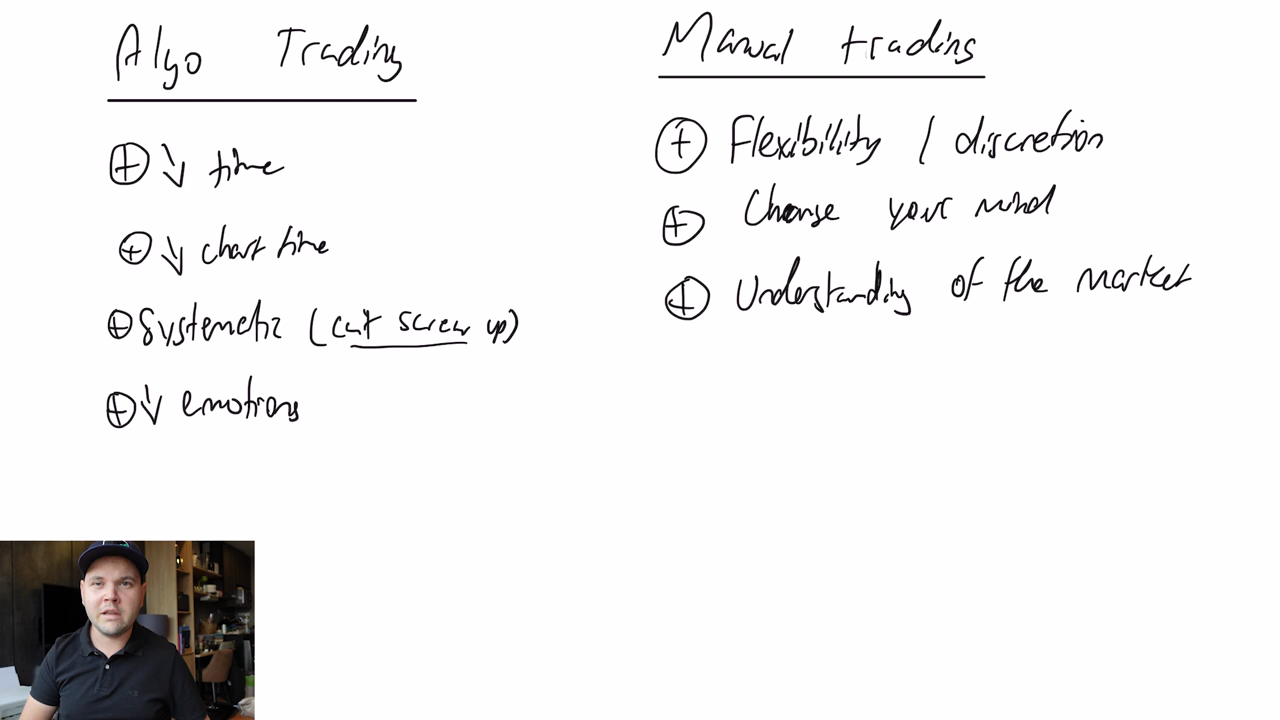 Algo Trading
⊕ ↘ time
⊕ ↘ chart time
⊕ Systematic (can't screw up)
⊕ ↓ emotions
Manual trading
⊕ Flexibility / discretion
⊕ Change your mind
⊕ Understanding of the market